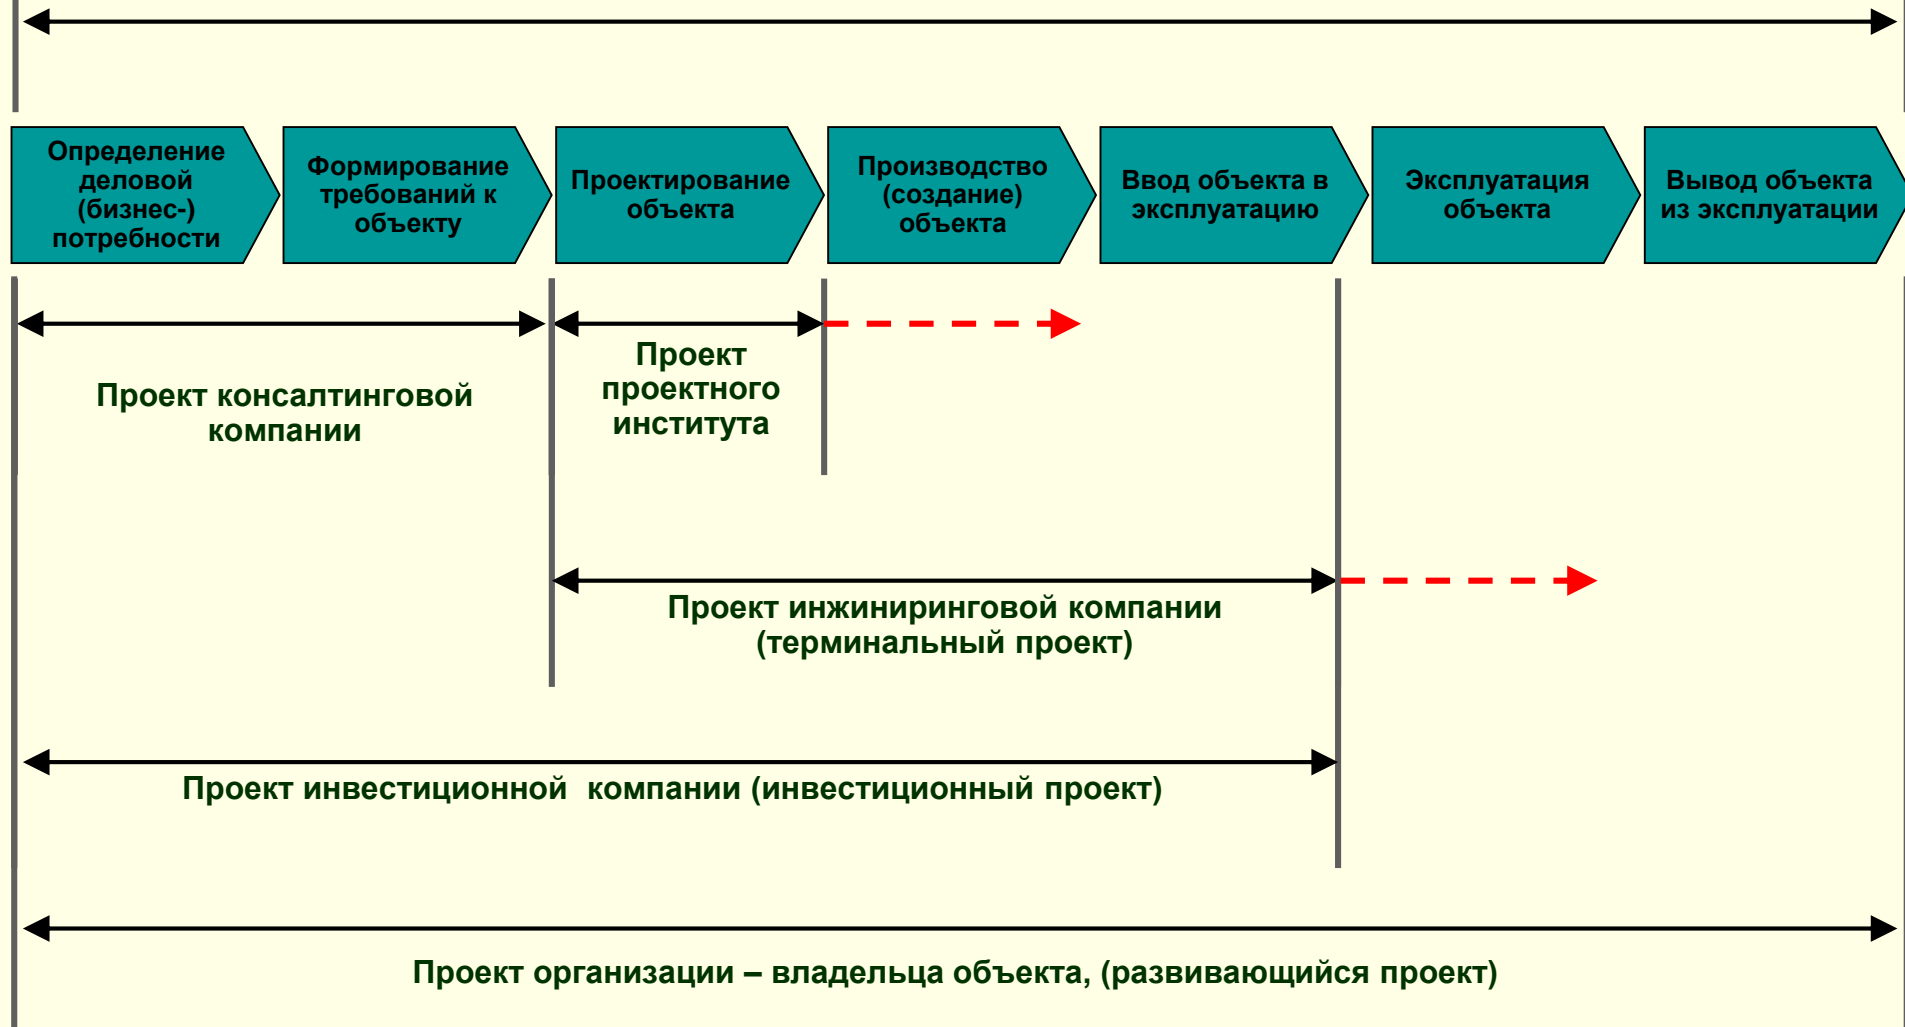 Определение
деловой
(бизнес-)
потребности
Формирование
требований к
объекту
Проектирование
объекта
Производство
(создание)
объекта
Ввод объекта в
эксплуатацию
Эксплуатация
объекта
Вывод объекта
из эксплуатации
Проект консалтинговой
компании
Проект
проектного
института
Проект инжиниринговой компании
(терминальный проект)
Проект инвестиционной компании (инвестиционный проект)
Проект организации – владельца объекта, (развивающийся проект)